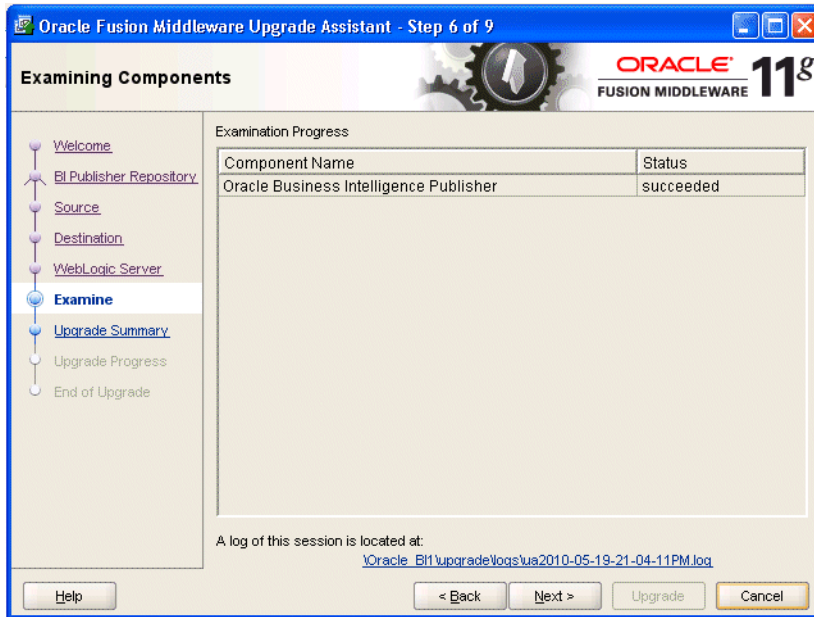 Oracle Fusion Middleware Upgrade Assistant - Step 6 of 9
Examining Components
ORACLE
FUSION MIDDLEWARE 11g
Welcome
BI Publisher Repository
Source
Destination
WebLogic Server
Examine
Upgrade Summary
Upgrade Progress
End of Upgrade
Examination Progress
Component Name Status
Oracle Business Intelligence Publisher succeeded
A log of this session is located at:
\Oracle_BI1\upgrade\logs\ua2010-05-19-21-04-11PM.log
Help < Back Next > Upgrade Cancel